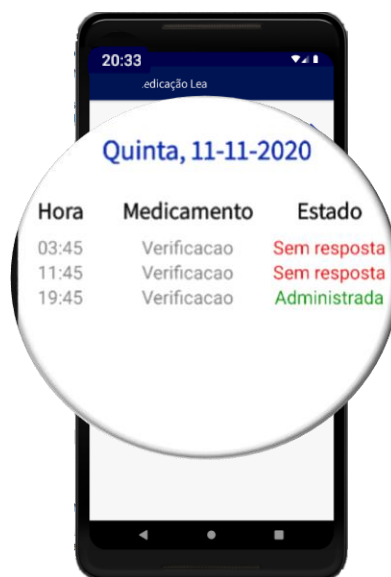 20:33
.edicação Lea
Quinta, 11-11-2020
Hora Medicamento Estado
03:45 Verificacao Sem resposta
11:45 Verificacao Sem resposta
19:45 Verificacao Administrada